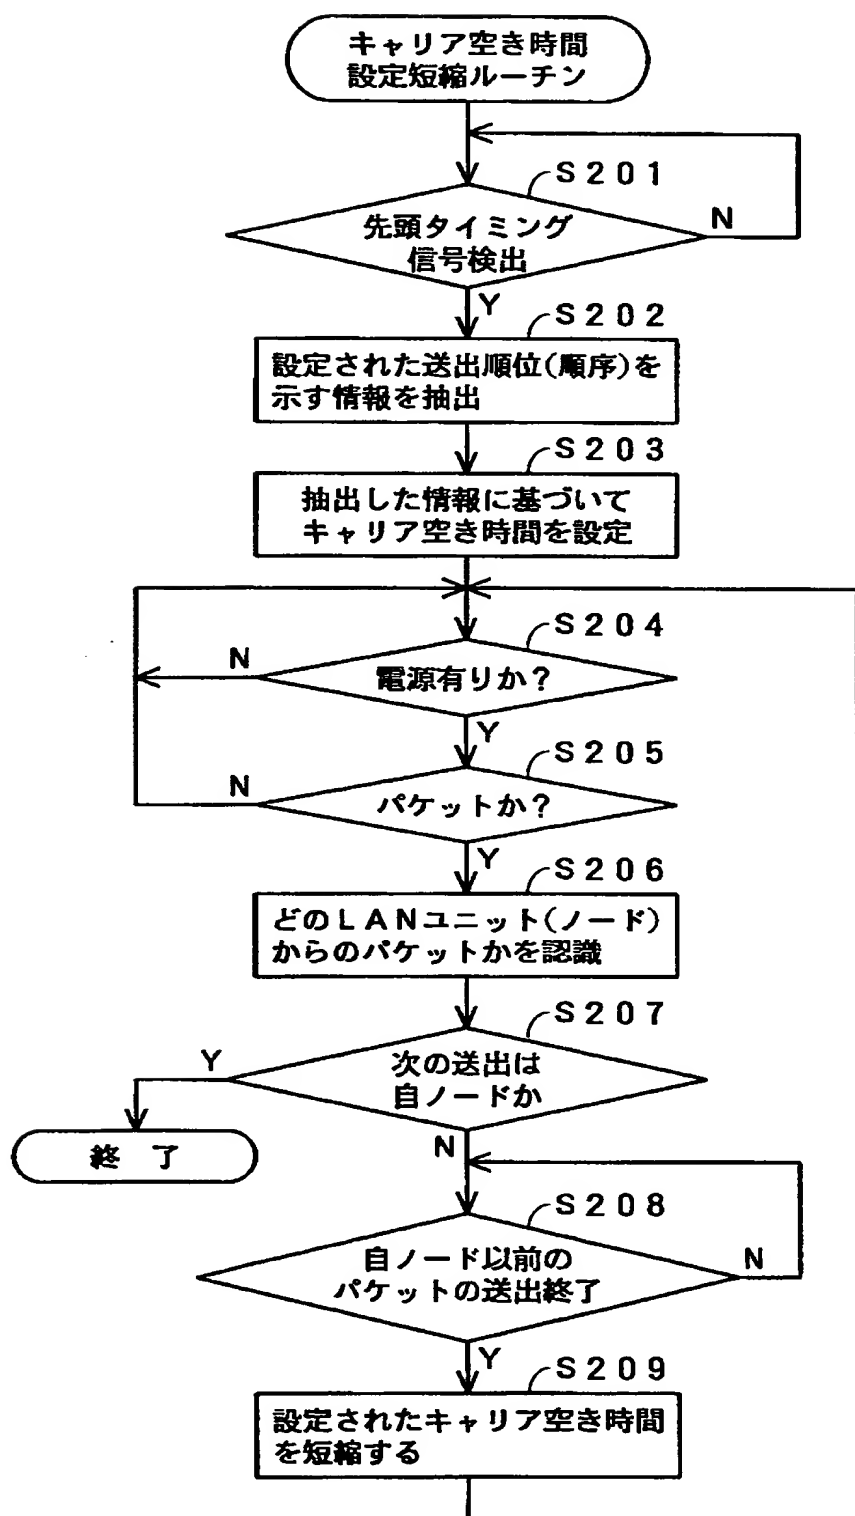 キャリア空き時間
設定短縮ルーチン
S201
先頭タイミング
信号検出
N
Y
S202
設定された送出順位(順序)を
示す情報を抽出
S203
抽出した情報に基づいて
キャリア空き時間を設定
S204
N
電源有りか?
Y
S205
N
パケットか?
Y
S206
どのLANユニット(ノード)
からのパケットかを認識
S207
Y
次の送出は
自ノードか
終 了
N
S208
自ノード以前の
パケットの送出終了
N
Y
S209
設定されたキャリア空き時間
を短縮する